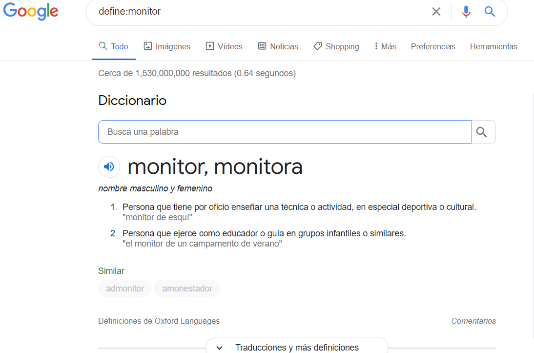 Google
define:monitor
Todo Imágenes Vídeos Noticias Shopping Más Preferencias Herramientas
Cerca de 1,530,000,000 resultados (0.64 segundos)
Diccionario
Busca una palabra
monitor, monitora
nombre masculino y femenino
1. Persona que tiene por oficio enseñar una técnica o actividad, en especial deportiva o cultural.
"monitor de esquí"
2 Persona que ejerce como educador o guía en grupos infantiles o similares.
"el monitor de un campamento de verano"
Similar
admonitor amonestador
Definiciones de Oxford Languages Comentarios
Traducciones y más definiciones